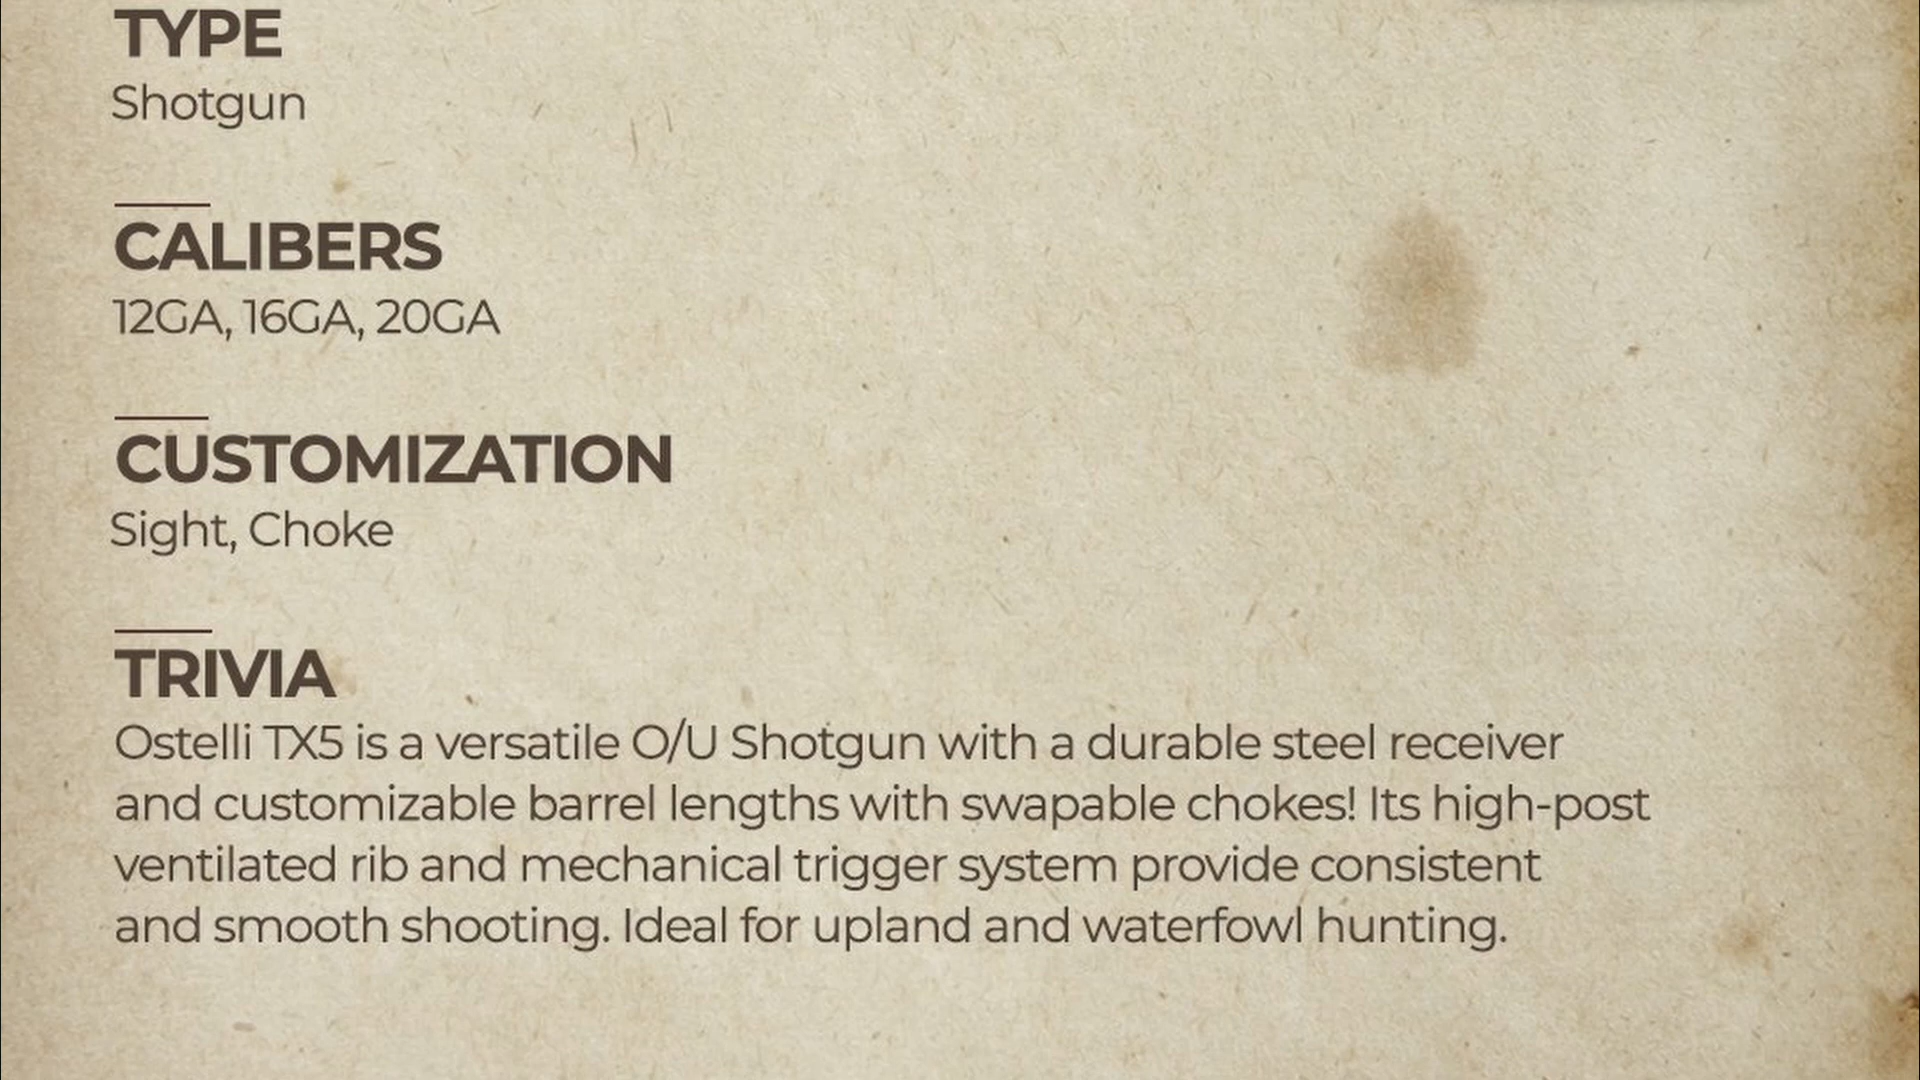 TYPE
Shotgun
CALIBERS
12GA, 16GA, 20GA
CUSTOMIZATION
Sight, Choke
TRIVIA
Ostelli TX5 is a versatile O/U Shotgun with a durable steel receiver
and customizable barrel lengths with swapable chokes! Its high-post
ventilated rib and mechanical trigger system provide consistent
and smooth shooting. Ideal for upland and waterfowl hunting.